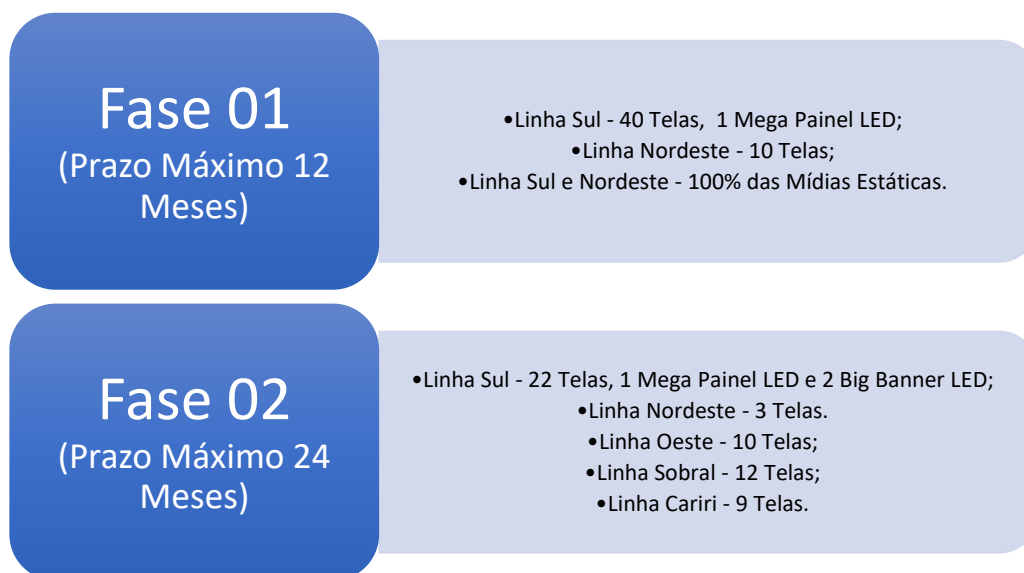 Fase 01
(Prazo Máximo 12
Meses)
•Linha Sul - 40 Telas, 1 Mega Painel LED;
•Linha Nordeste - 10 Telas;
•Linha Sul e Nordeste - 100% das Mídias Estáticas.
Fase 02
(Prazo Máximo 24
Meses)
•Linha Sul - 22 Telas, 1 Mega Painel LED e 2 Big Banner LED;
•Linha Nordeste - 3 Telas.
•Linha Oeste - 10 Telas;
•Linha Sobral - 12 Telas;
•Linha Cariri - 9 Telas.